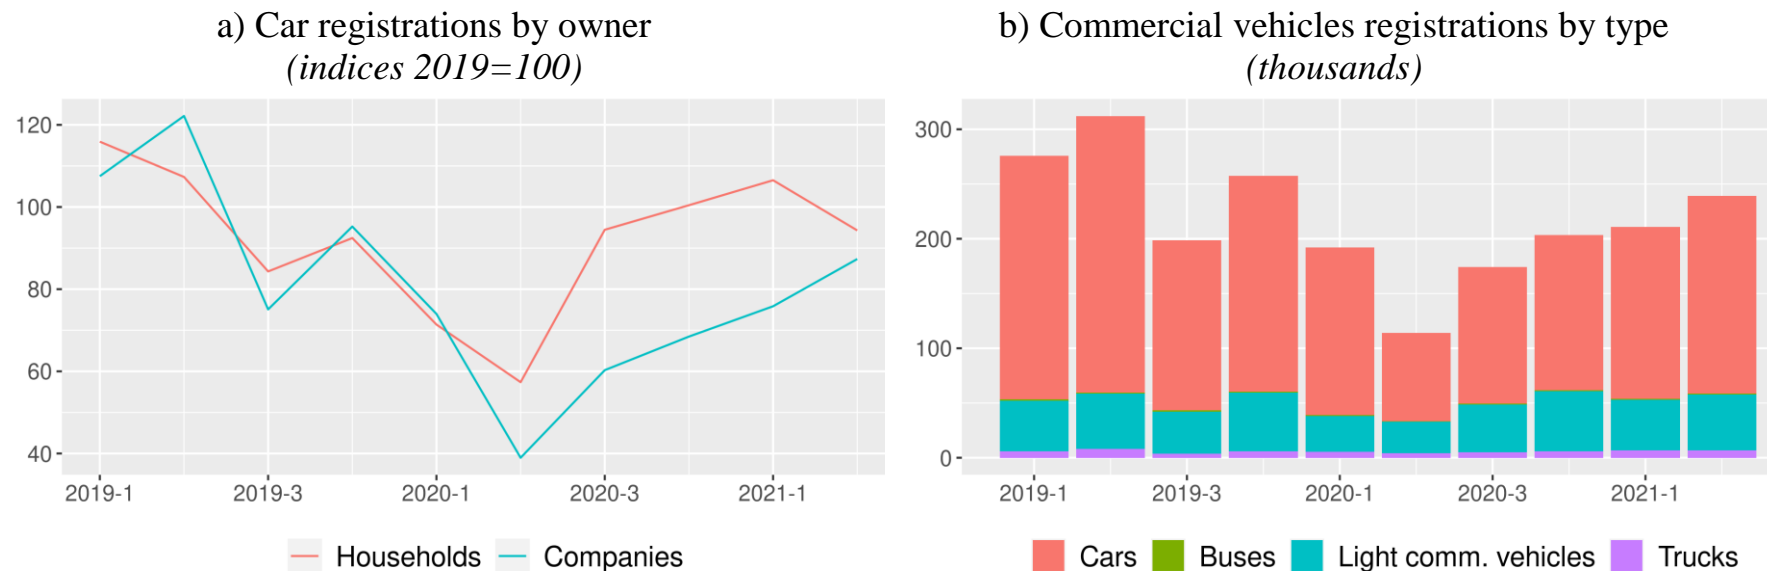 a) Car registrations by owner
(indices 2019=100)
120
100
80
60
40
2019-1 2019-3 2020-1 2020-3 2021-1
Households Companies
b) Commercial vehicles registrations by type
(thousands)
300
200
100
0
2019-1 2019-3 2020-1 2020-3 2021-1
Cars Buses Light comm. vehicles Trucks